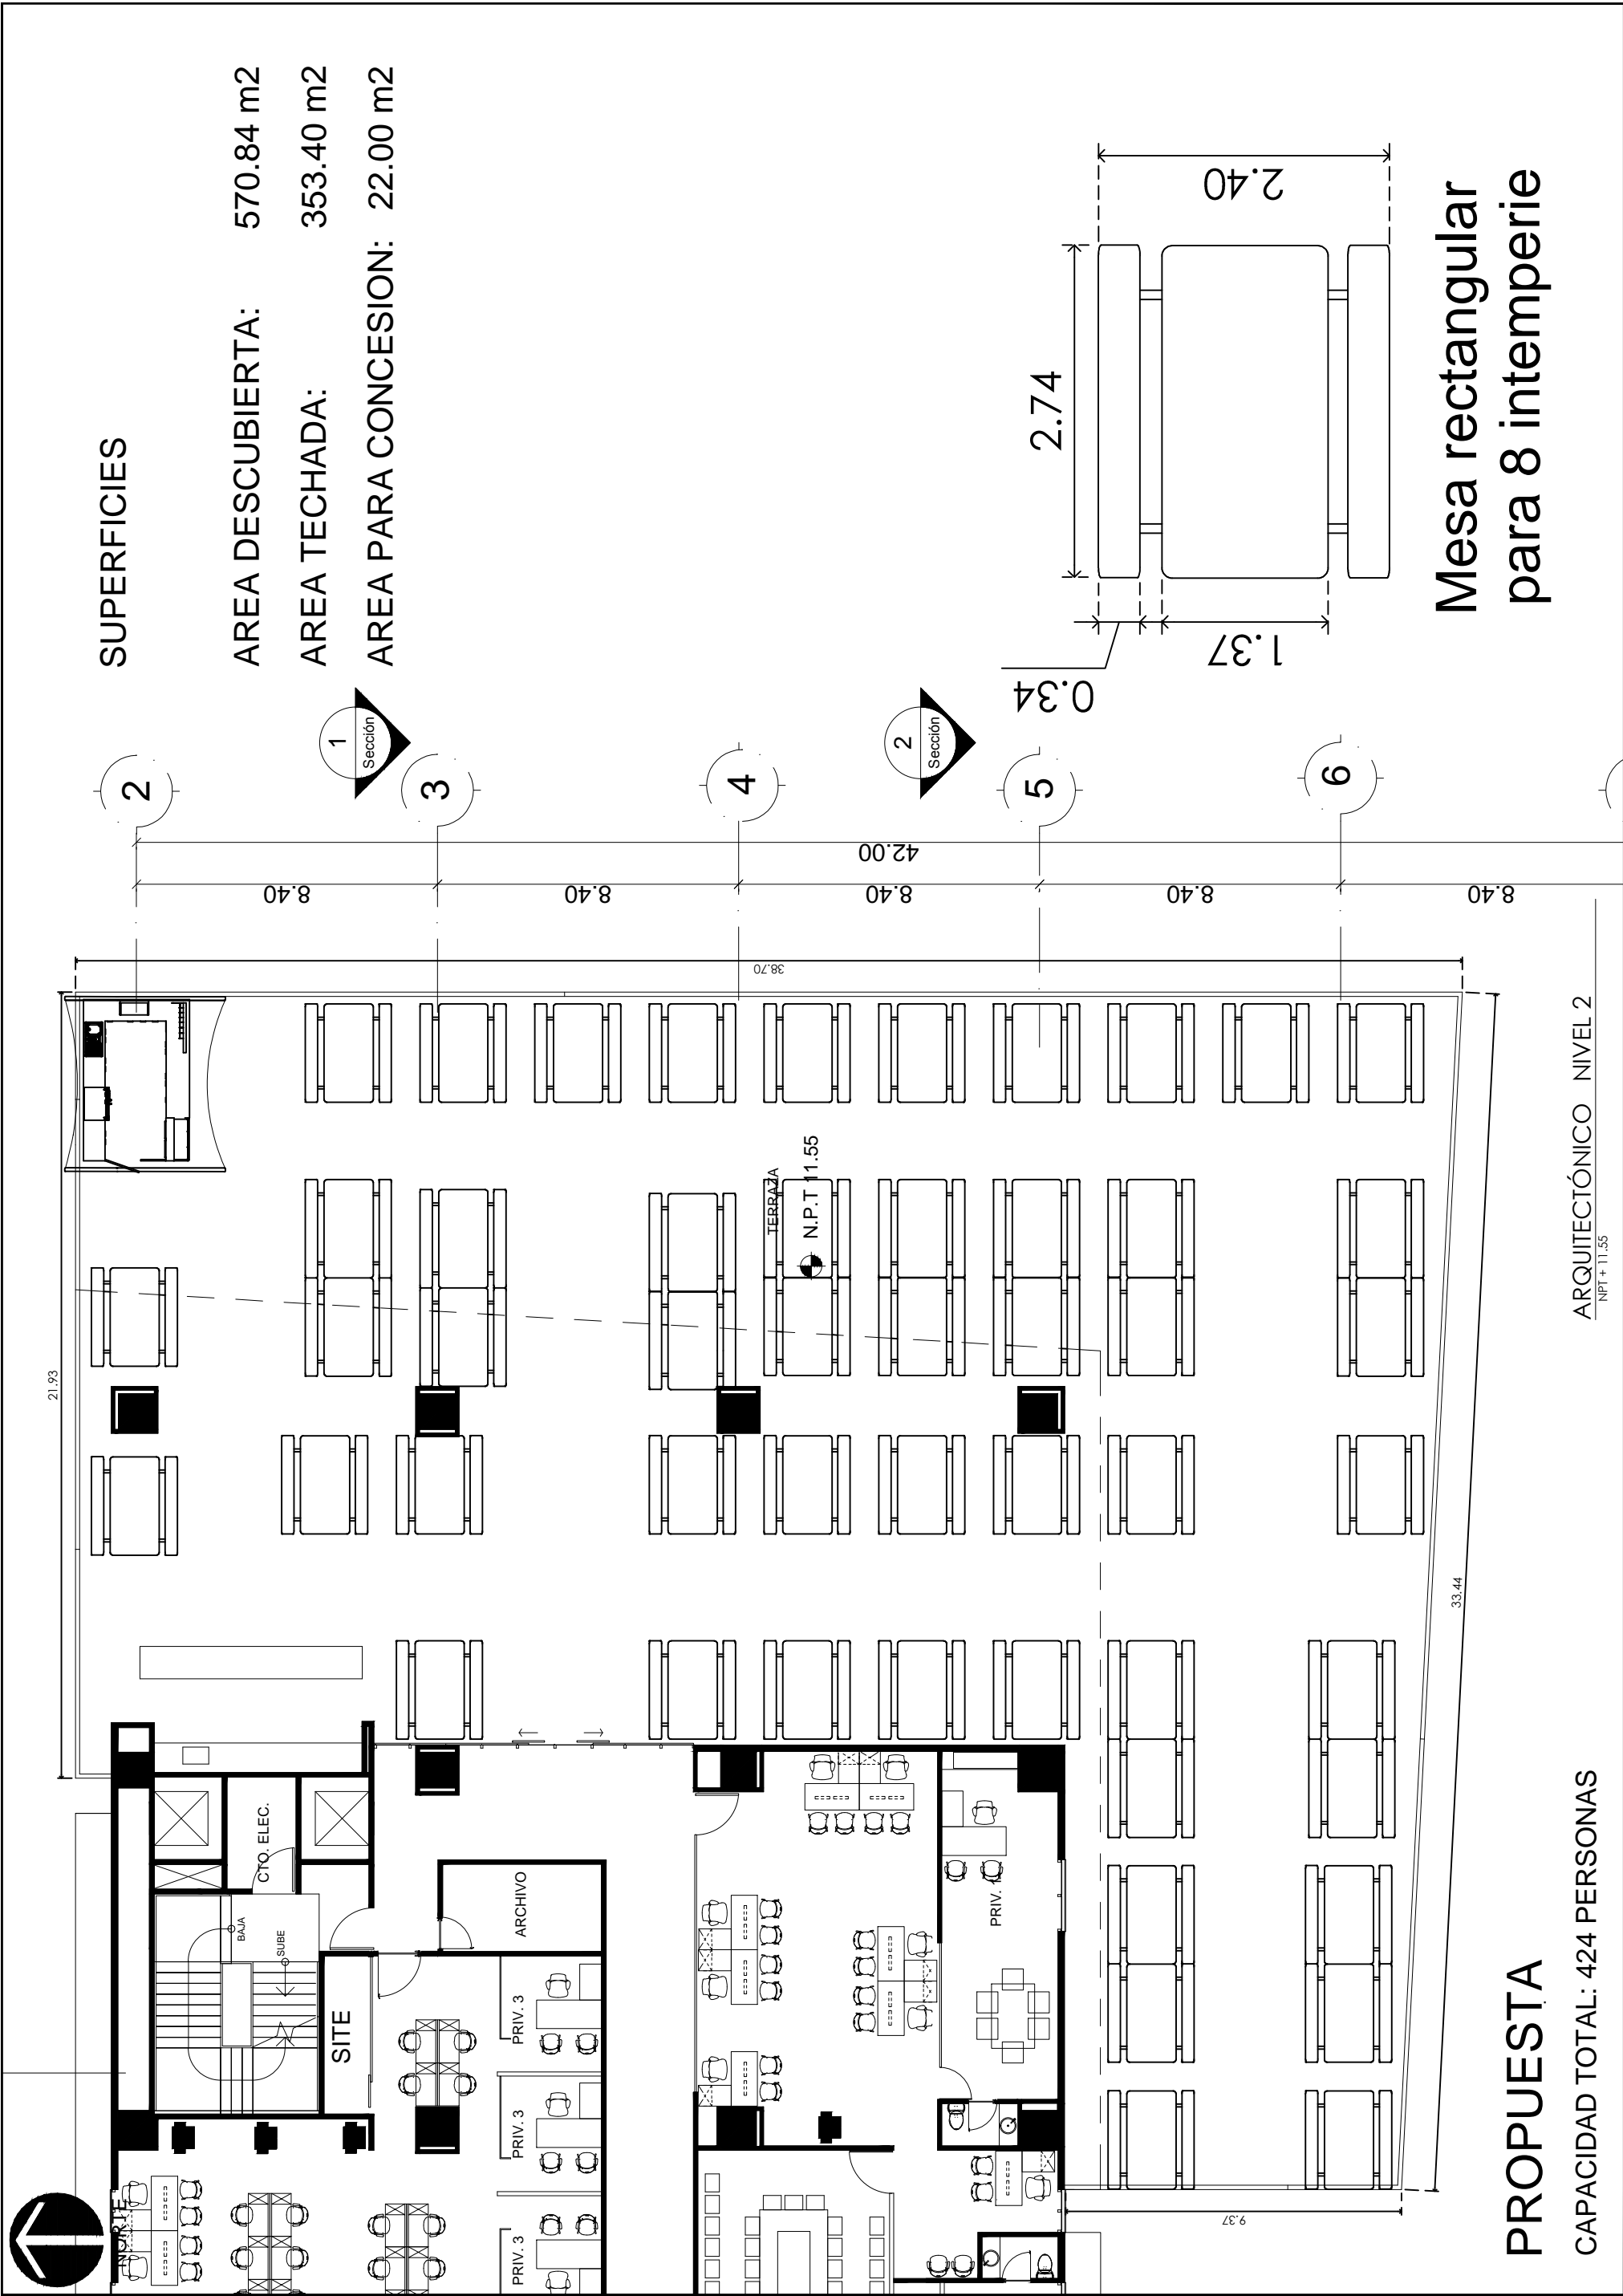 SUPERFICIES
AREA DESCUBIERTA: 570.84 m2
AREA TECHADA: 353.40 m2
AREA PARA CONCESION: 22.00 m2
1
Sección
2
Sección
2
3
4
5
6
42.00
8.40
8.40
8.40
8.40
8.40
38.70
21.93
33.44
9.37
2.74
2.40
1.37
0.34
Mesa rectangular
para 8 intemperie
TERRAZA
N.P.T 11.55
CTO. ELEC.
BAJA
SUBE
ARCHIVO
SITE
PRIV. 3
PRIV. 3
PRIV. 3
PRIV. 1
NORTE
ARQUITECTÓNICO NIVEL 2
NPT + 11.55
PROPUESTA
CAPACIDAD TOTAL: 424 PERSONAS